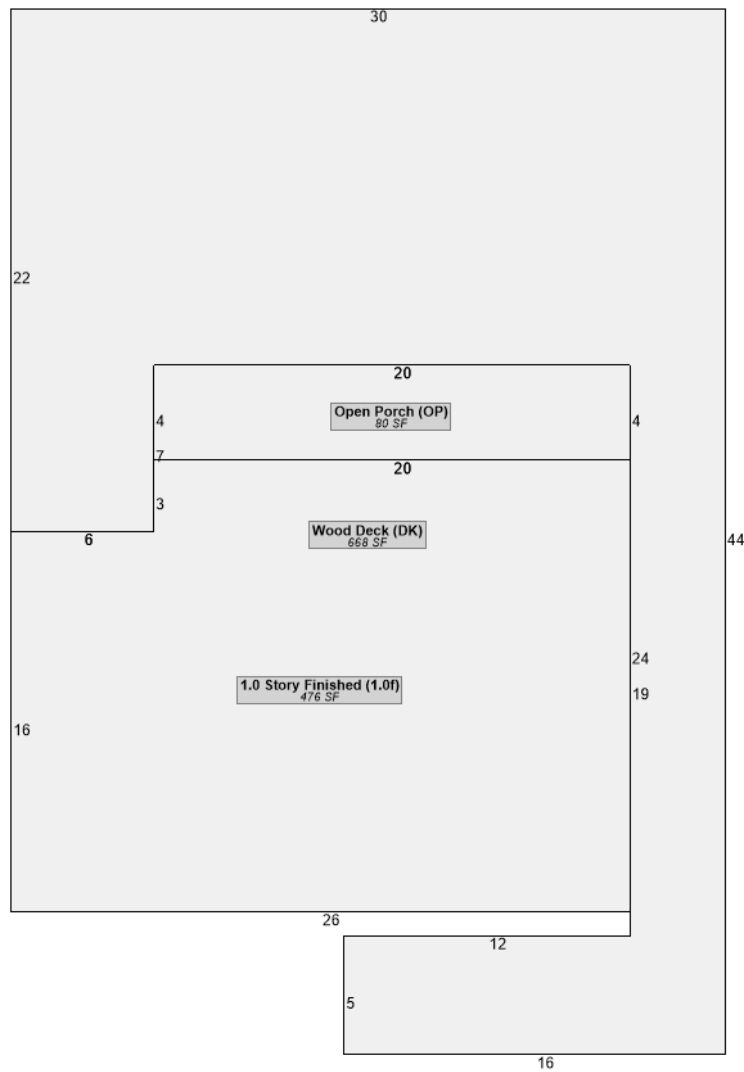 30
22
20
Open Porch (OP)
80 SF
4
4
7
20
3
Wood Deck (DK)
668 SF
6
44
24
1.0 Story Finished (1.0f)
476 SF
19
16
26
12
5
16